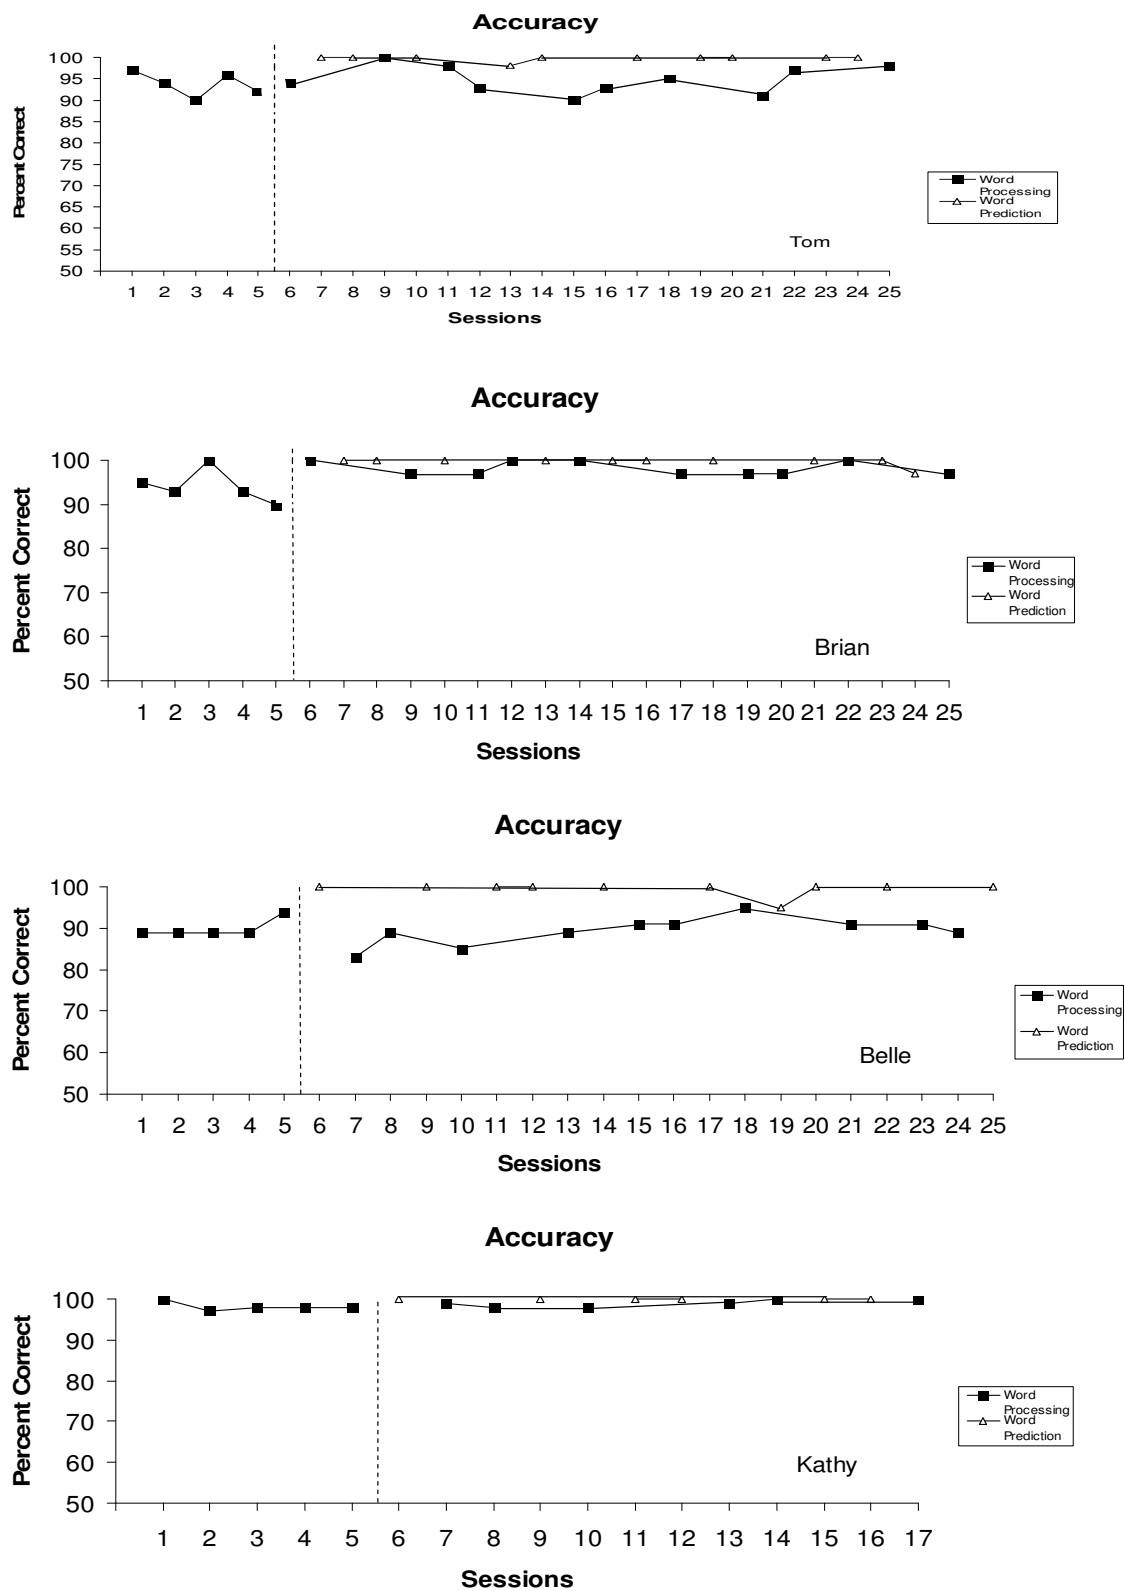 Accuracy
100
95
90
85
80
75
70
65
60
55
50
Percent Correct
Word
Processing
Word
Prediction
Tom
1 2 3 4 5 6 7 8 9 10 11 12 13 14 15 16 17 18 19 20 21 22 23 24 25
Sessions
Accuracy
100
90
80
70
60
50
Percent Correct
Word
Processing
Word
Prediction
Brian
1 2 3 4 5 6 7 8 9 10 11 12 13 14 15 16 17 18 19 20 21 22 23 24 25
Sessions
Accuracy
100
90
80
70
60
50
Percent Correct
Word
Processing
Word
Prediction
Belle
1 2 3 4 5 6 7 8 9 10 11 12 13 14 15 16 17 18 19 20 21 22 23 24 25
Sessions
Accuracy
100
90
80
70
60
50
Percent Correct
Word
Processing
Word
Prediction
Kathy
1 2 3 4 5 6 7 8 9 10 11 12 13 14 15 16 17
Sessions